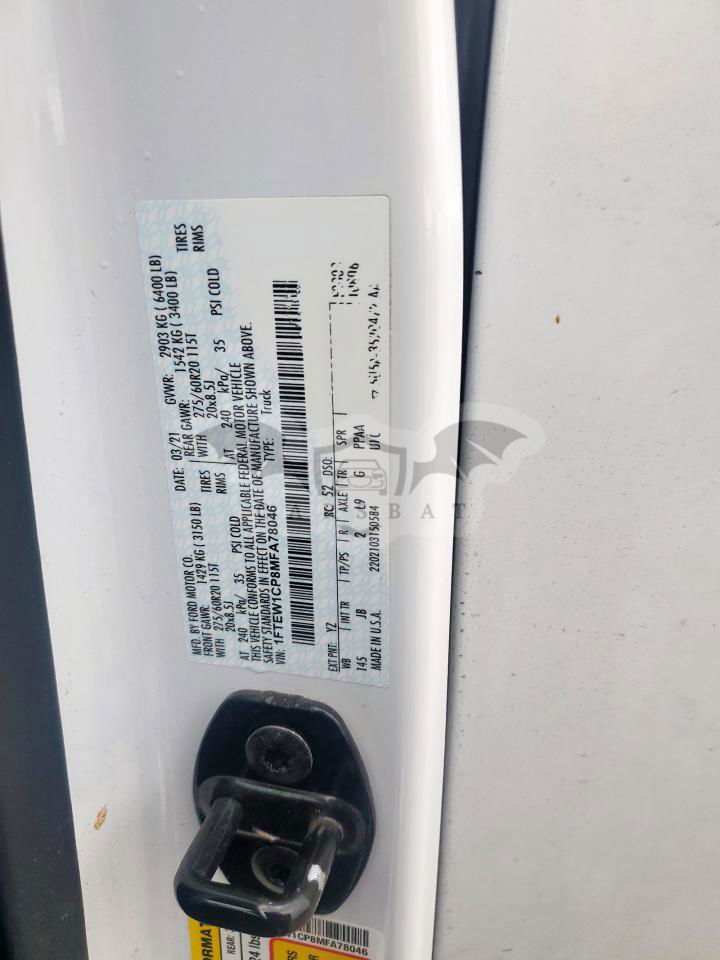 MFD. BY FORD MOTOR CO. DATE: 03/21 GVWR: 2903 KG ( 6400 LB)
FRONT GAWR: 1429 KG ( 3150 LB) REAR GAWR: 1542 KG ( 3400 LB)
WITH 275/60R20 115T TIRES WITH 275/60R20 115T TIRES
20x8.5J RIMS 20x8.5J RIMS
AT 240 kPa/ 35 PSI COLD AT 240 kPa/ 35 PSI COLD
THIS VEHICLE CONFORMS TO ALL APPLICABLE FEDERAL MOTOR VEHICLE
SAFETY STANDARDS IN EFFECT ON THE DATE OF MANUFACTURE SHOWN ABOVE.
VIN: 1FTEW1CP8MFA78046 TYPE: Truck
EXT PNT: YZ RC: 52 DSO:
WB INT TR TP/PS R AXLE TR SPR
145 JB 2 L9 G PPAA
MADE IN U.S.A. 2202103150584 UTC
1CP8MFA78046
REAR:
24 lbs